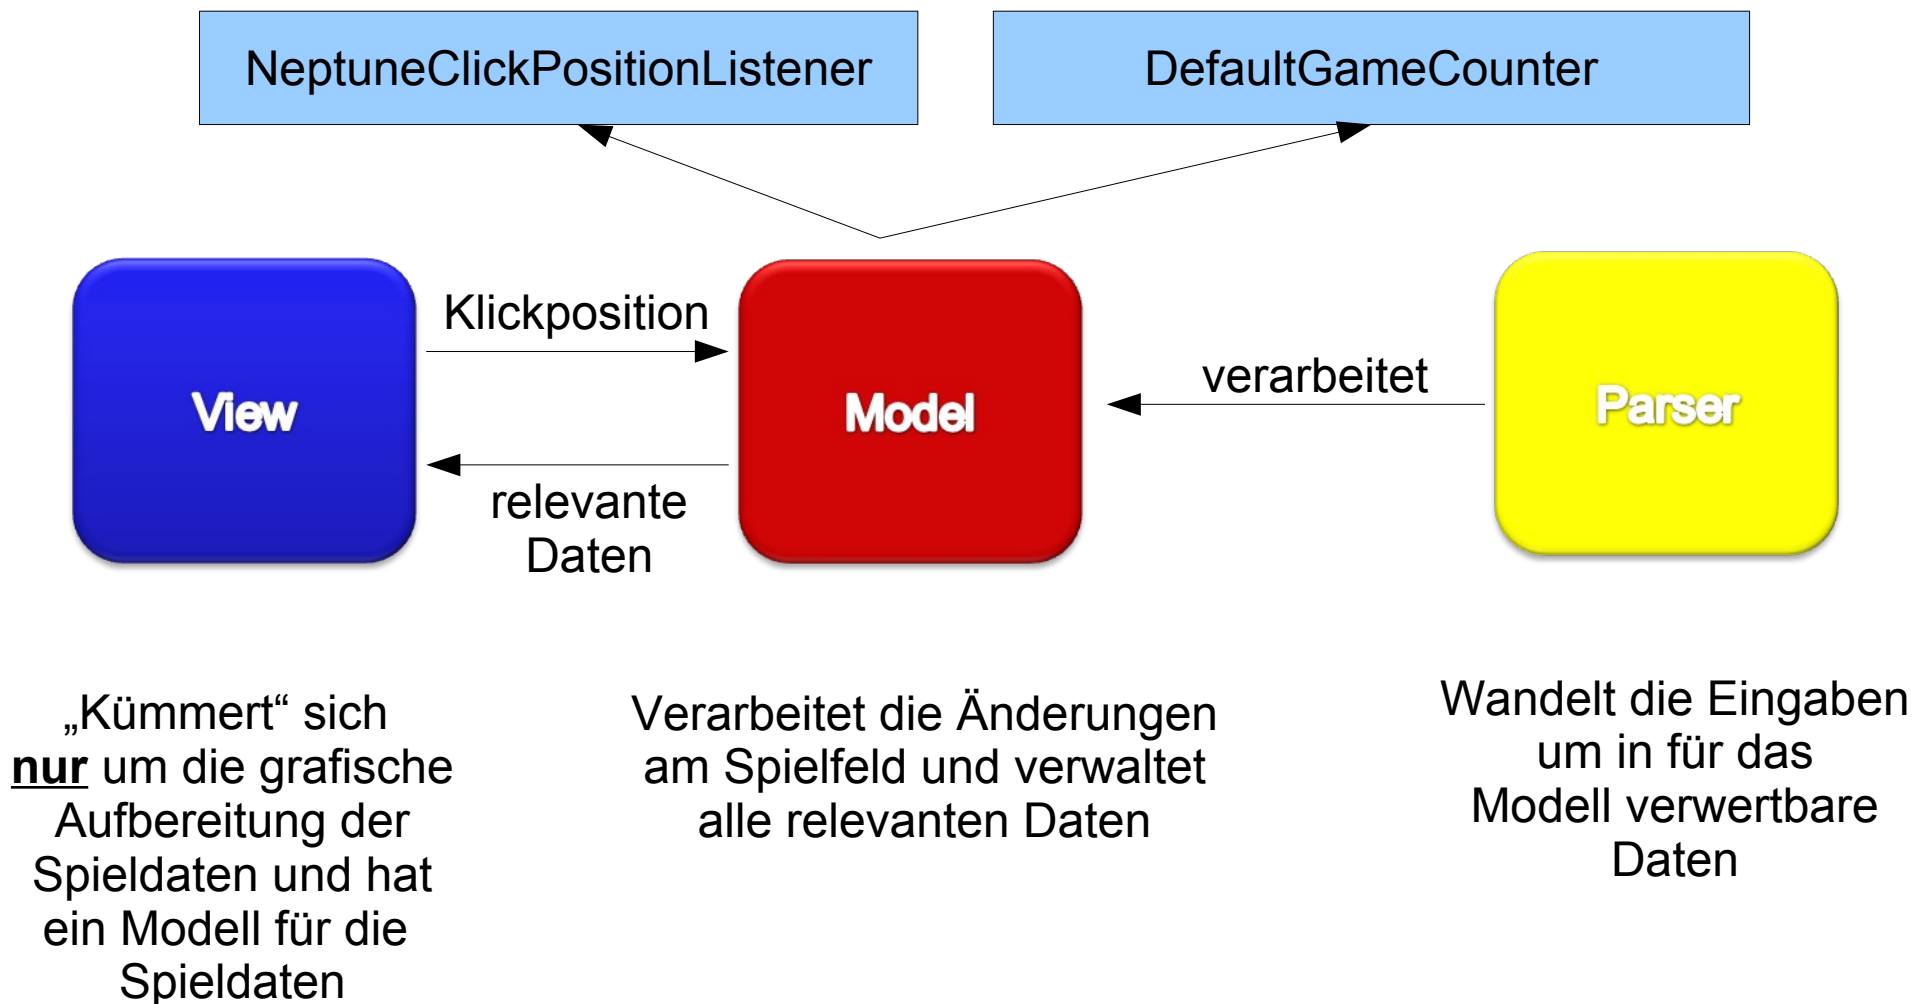 NeptuneClickPositionListener
DefaultGameCounter
Klickposition
verarbeitet
View
Model
Parser
relevante
Daten
„Kümmert“ sich
nur um die grafische
Aufbereitung der
Spieldaten und hat
ein Modell für die
Spieldaten
Verarbeitet die Änderungen
am Spielfeld und verwaltet
alle relevanten Daten
Wandelt die Eingaben
um in für das
Modell verwertbare
Daten